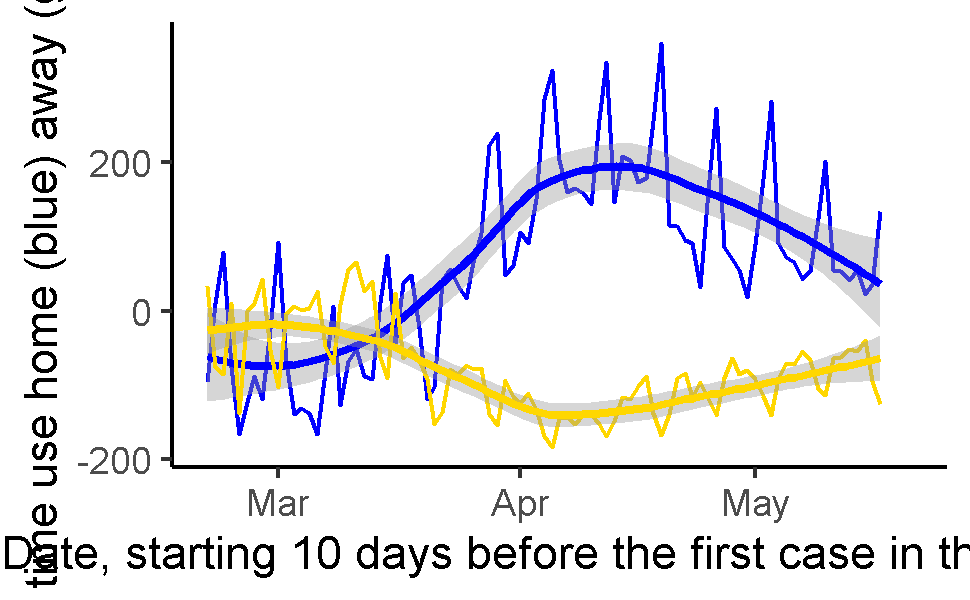 time use home (blue) away (
200
0
-200
Mar Apr May
Date, starting 10 days before the first case in th